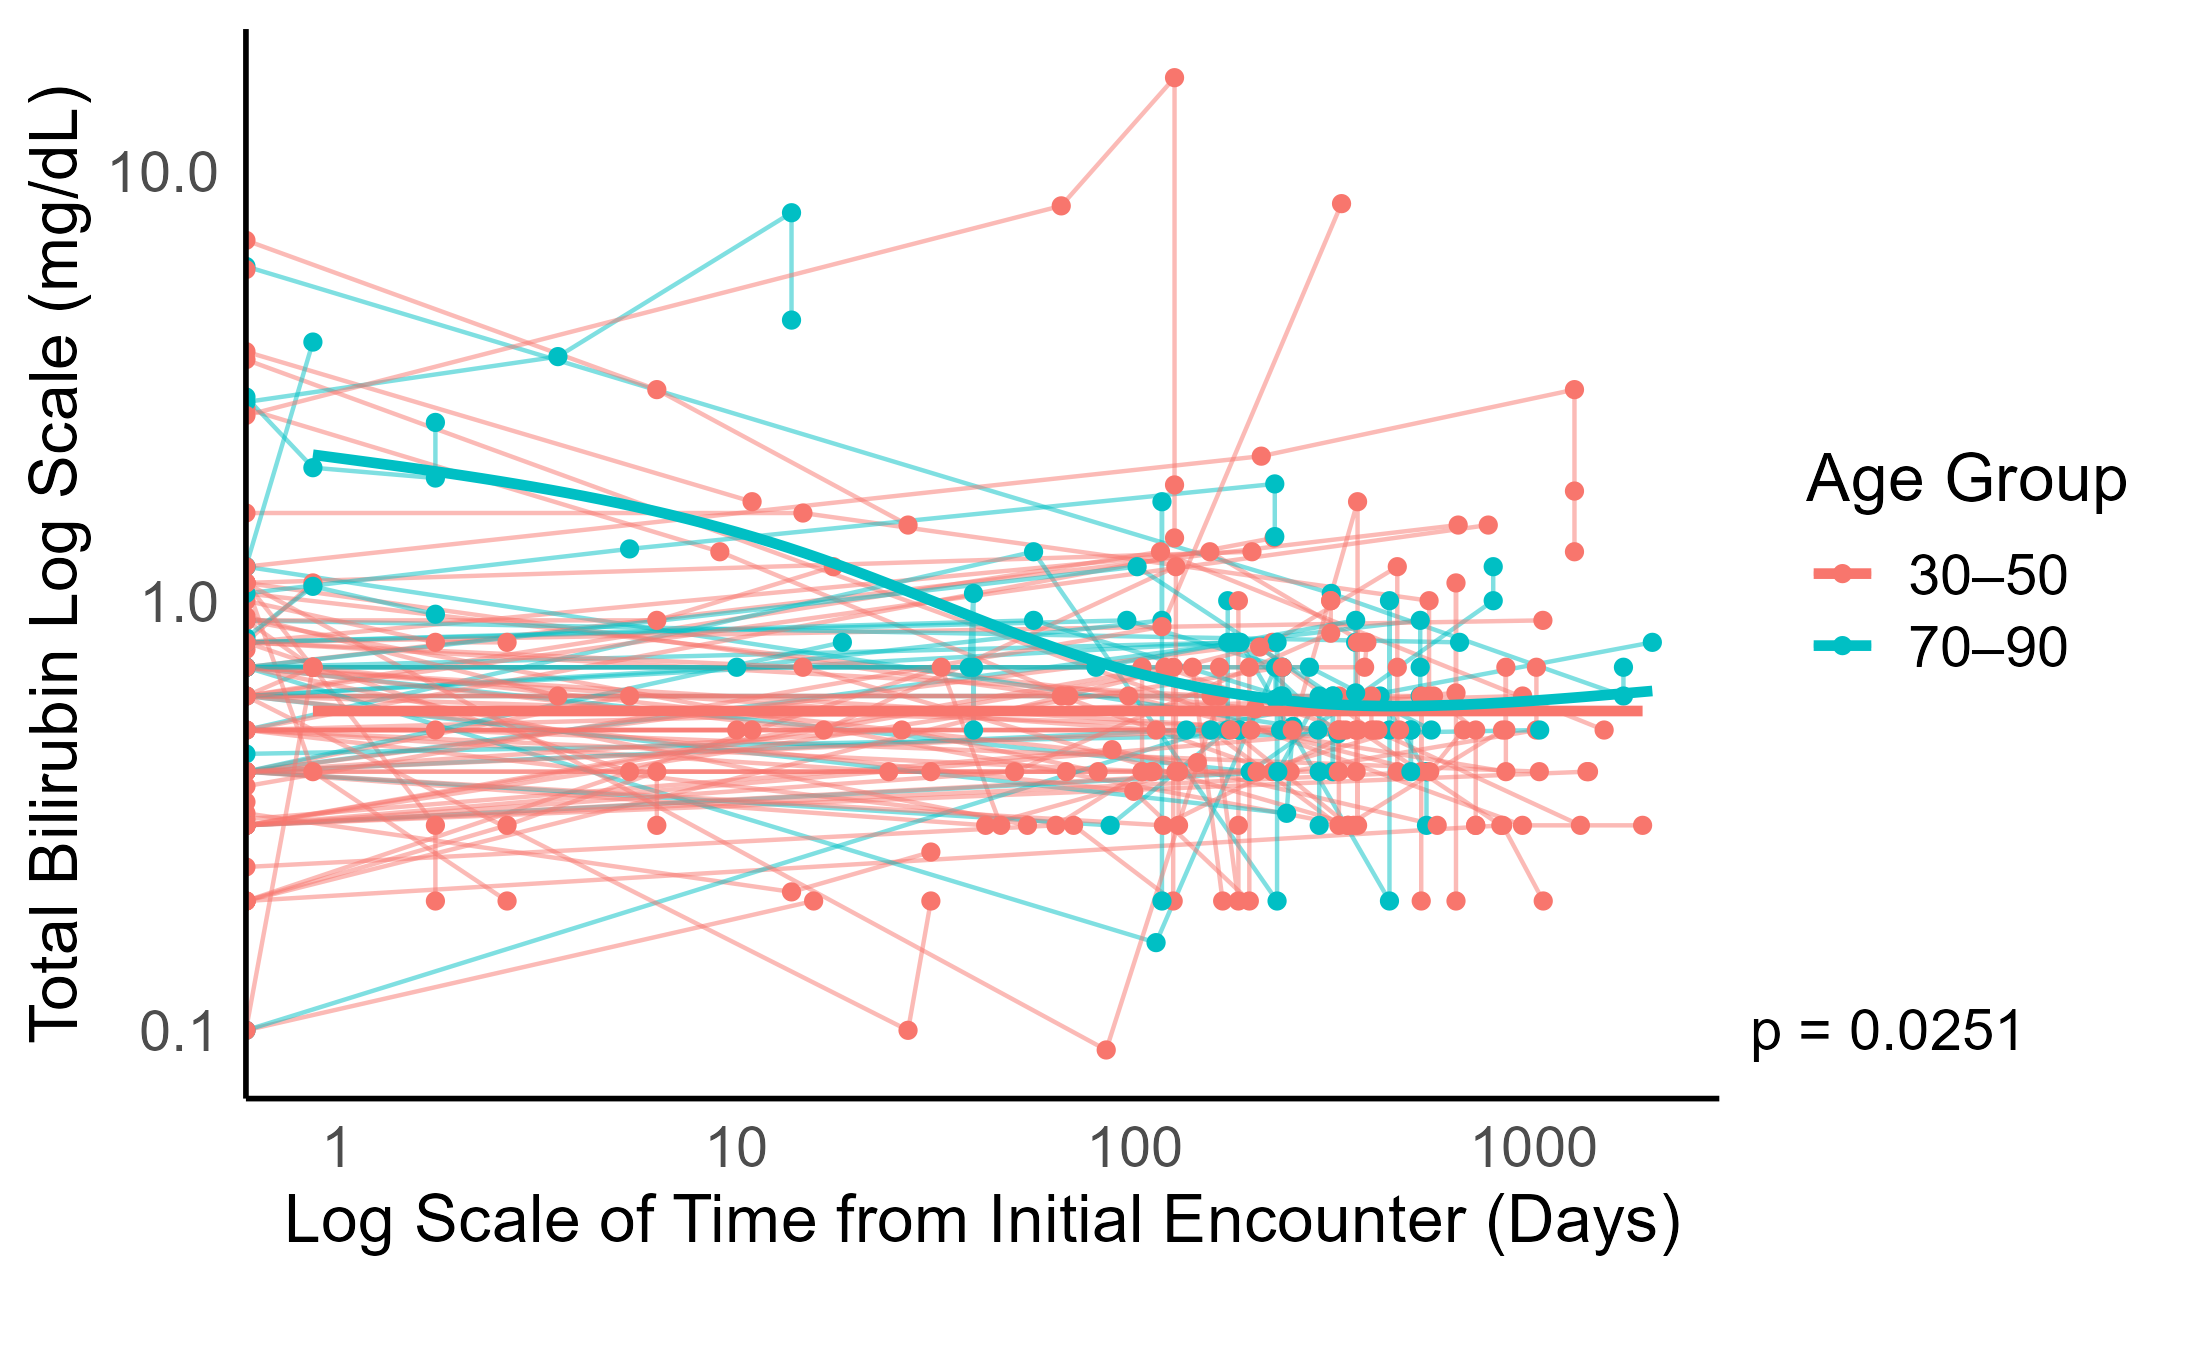 Total Bilirubin Log Scale (mg/dL)
10.0
1.0
0.1
1 10 100 1000
Log Scale of Time from Initial Encounter (Days)
Age Group
30–50
70–90
p = 0.0251